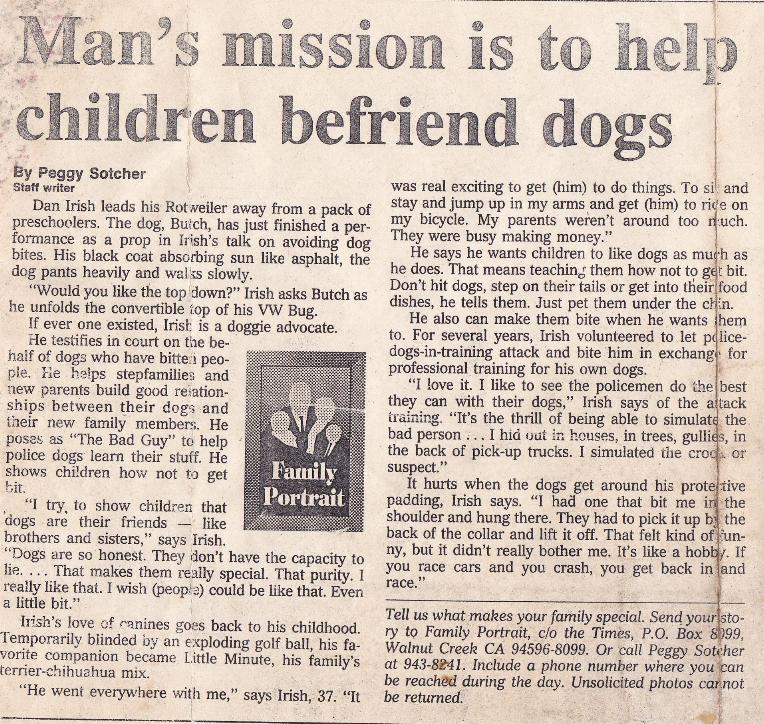 Man's mission is to help
children befriend dogs
By Peggy Sotcher
Staff writer
Dan Irish leads his Rotweiler away from a pack of
preschoolers. The dog, Butch, has just finished a per-
formance as a prop in Irish's talk on avoiding dog
bites. His black coat absorbing sun like asphalt, the
dog pants heavily and walks slowly.
"Would you like the top down?" Irish asks Butch as
he unfolds the convertible top of his VW Bug.
If ever one existed, Irish is a doggie advocate.
He testifies in court on the be-
half of dogs who have bitten peo-
ple. He helps stepfamilies and
new parents build good relation-
ships between their dogs and
their new family members. He
poses as "The Bad Guy" to help
police dogs learn their stuff. He
shows children how not to get
bit.
"I try to show children that
dogs are their friends — like
brothers and sisters," says Irish.
"Dogs are so honest. They don't have the capacity to
lie. . . . That makes them really special. That purity. I
really like that. I wish (people) could be like that. Even
a little bit."
Irish's love of canines goes back to his childhood.
Temporarily blinded by an exploding golf ball, his fa-
vorite companion became Little Minute, his family's
terrier-chihuahua mix.
"He went everywhere with me," says Irish, 37. "It
Family
Portrait
was real exciting to get (him) to do things. To sit and
stay and jump up in my arms and get (him) to ride on
my bicycle. My parents weren't around too much.
They were busy making money."
He says he wants children to like dogs as much as
he does. That means teaching them how not to get bit.
Don't hit dogs, step on their tails or get into their food
dishes, he tells them. Just pet them under the chin.
He also can make them bite when he wants them
to. For several years, Irish volunteered to let police-
dogs-in-training attack and bite him in exchange for
professional training for his own dogs.
"I love it. I like to see the policemen do the best
they can with their dogs," Irish says of the attack
training. "It's the thrill of being able to simulate the
bad person . . . I hid out in houses, in trees, gullies, in
the back of pick-up trucks. I simulated the crook or
suspect."
It hurts when the dogs get around his protective
padding, Irish says. "I had one that bit me in the
shoulder and hung there. They had to pick it up by the
back of the collar and lift it off. That felt kind of fun-
ny, but it didn't really bother me. It's like a hobby. If
you race cars and you crash, you get back in and
race."
Tell us what makes your family special. Send your sto-
ry to Family Portrait, c/o the Times, P.O. Box 8099,
Walnut Creek CA 94596-8099. Or call Peggy Sotcher
at 943-8241. Include a phone number where you can
be reached during the day. Unsolicited photos cannot
be returned.